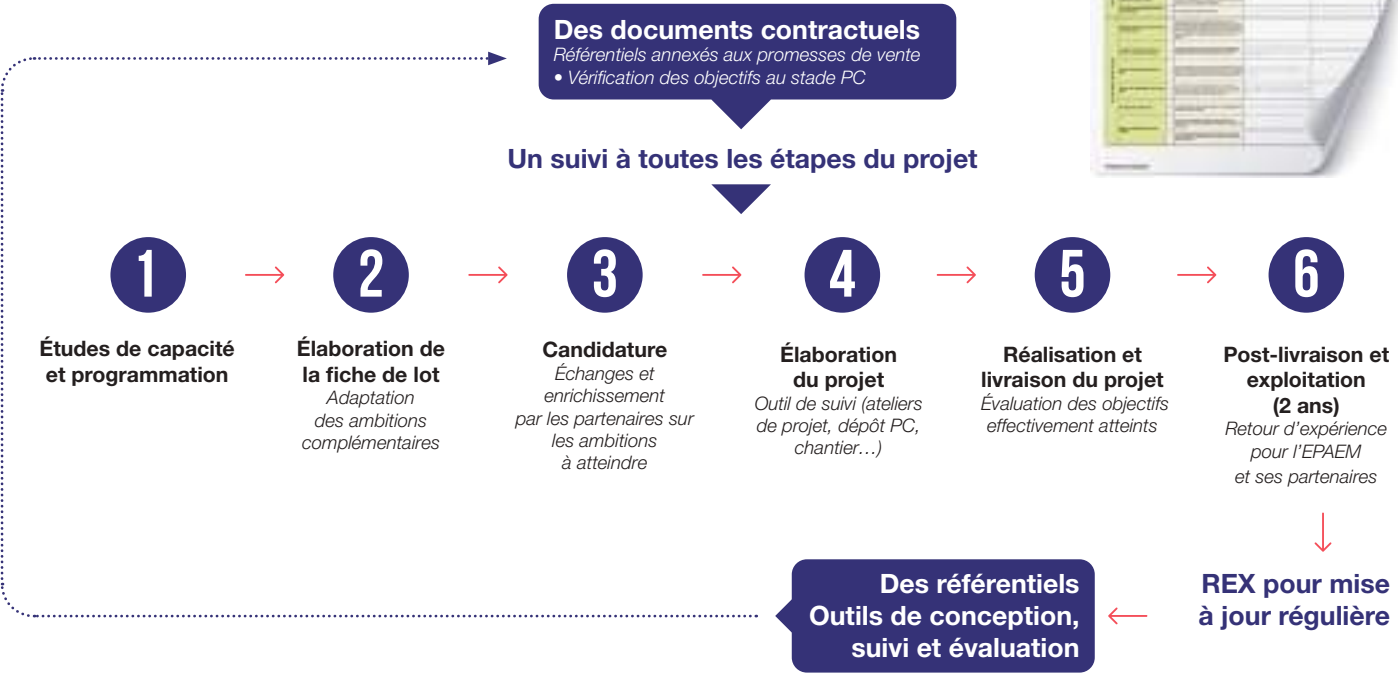 Des documents contractuels
Référentiels annexés aux promesses de vente
• Vérification des objectifs au stade PC
Un suivi à toutes les étapes du projet
1
Études de capacité
et programmation
2
Élaboration de
la fiche de lot
Adaptation
des ambitions
complémentaires
3
Candidature
Échanges et
enrichissement
par les partenaires sur
les ambitions
à atteindre
4
Élaboration
du projet
Outil de suivi (ateliers
de projet, dépôt PC,
chantier…)
5
Réalisation et
livraison du projet
Évaluation des objectifs
effectivement atteints
6
Post-livraison et
exploitation
(2 ans)
Retour d’expérience
pour l’EPAEM
et ses partenaires
REX pour mise
à jour régulière
Des référentiels
Outils de conception,
suivi et évaluation